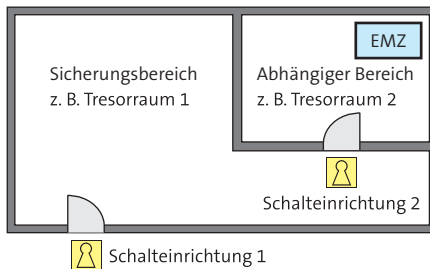 EMZ
Sicherungsbereich
z. B. Tresorraum 1
Abhängiger Bereich
z. B. Tresorraum 2
Schalteinrichtung 2
Schalteinrichtung 1